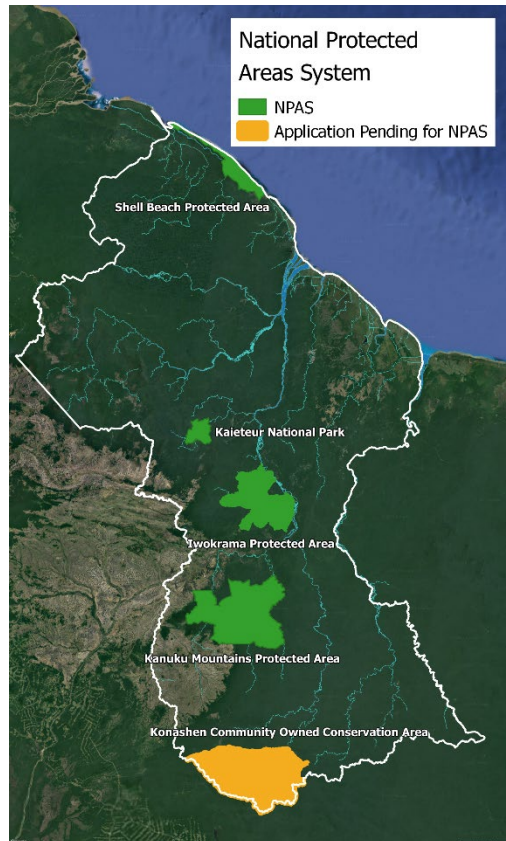 National Protected
Areas System
NPAS
Application Pending for NPAS
Shell Beach Protected Area
Kaieteur National Park
Iwokrama Protected Area
Kanuku Mountains Protected Area
Konashen Community Owned Conservation Area